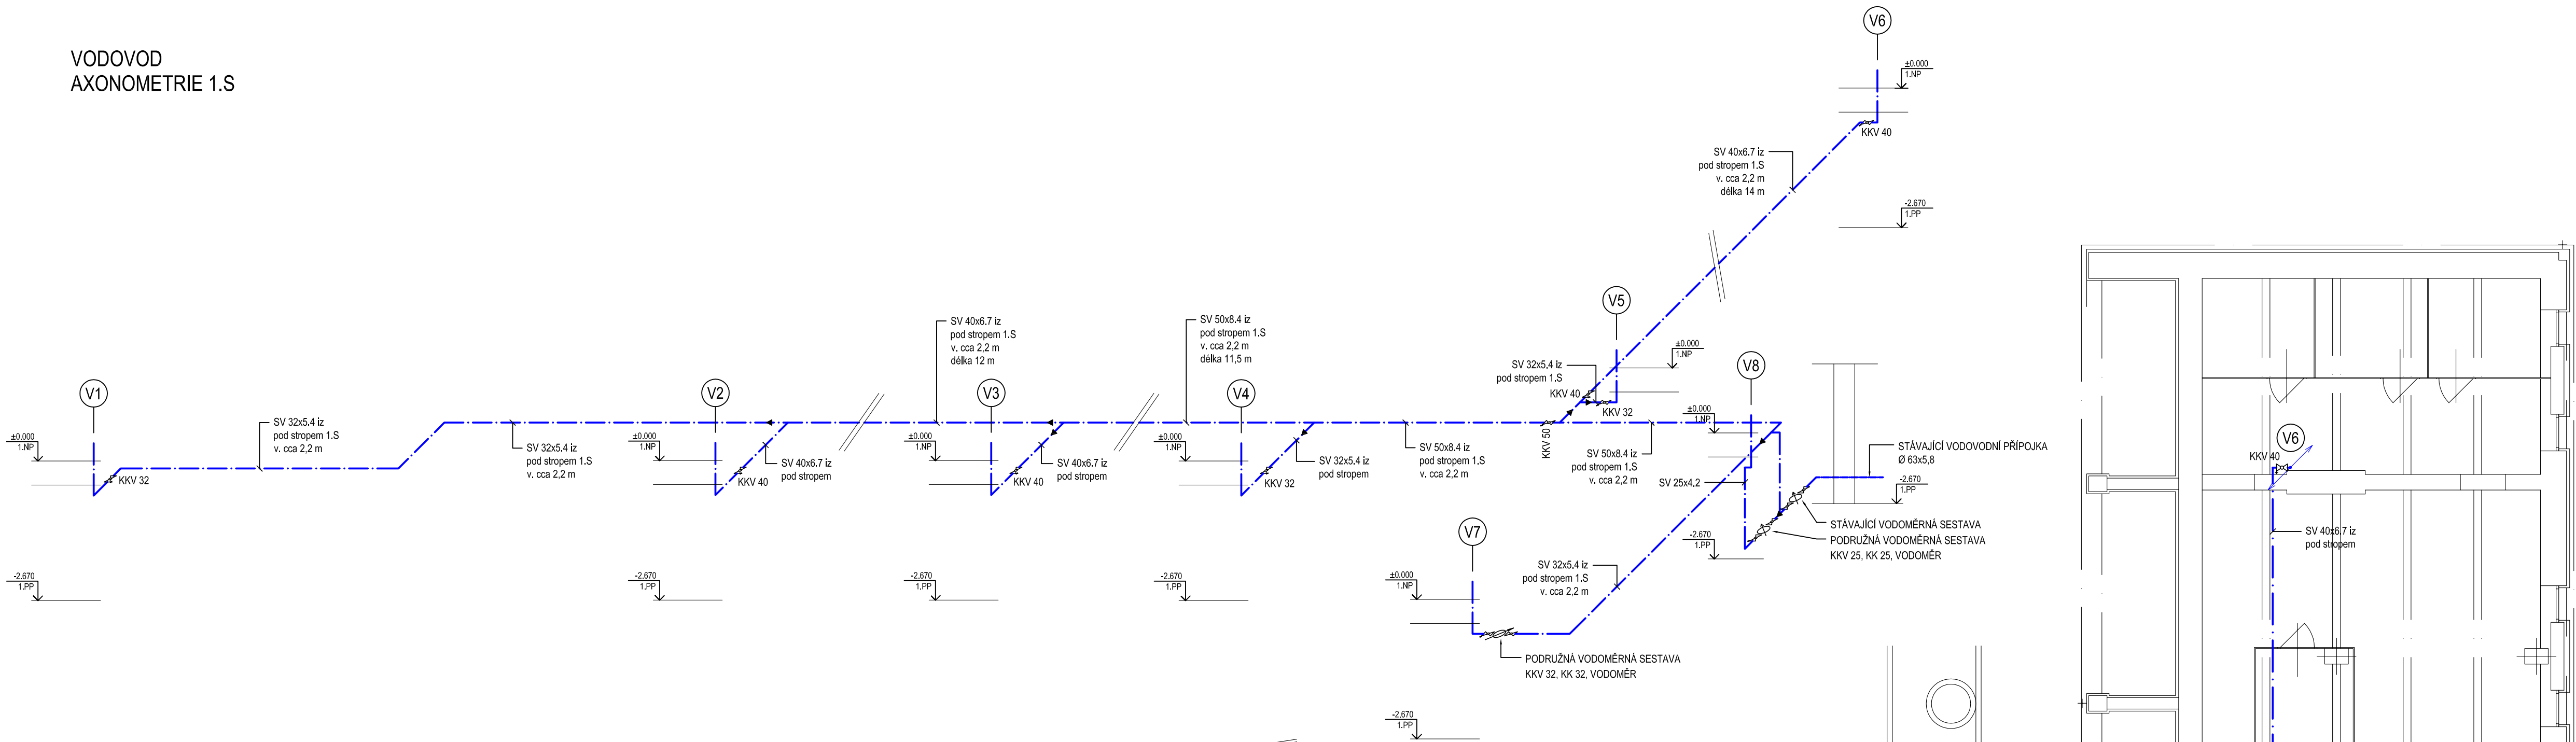 VODOVOD
AXONOMETRIE 1.S
V6
±0.000
1.NP
KKV 40
SV 40x6.7 iz
pod stropem 1.S
v. cca 2,2 m
délka 14 m
-2.670
1.PP
V5
±0.000
1.NP
SV 32x5.4 iz
pod stropem 1.S
KKV 40
KKV 32
V8
±0.000
1.NP
SV 40x6.7 iz
pod stropem 1.S
v. cca 2,2 m
délka 12 m
SV 50x8.4 iz
pod stropem 1.S
v. cca 2,2 m
délka 11,5 m
V1
V2
V3
V4
±0.000
1.NP
SV 32x5.4 iz
pod stropem 1.S
v. cca 2,2 m
KKV 32
SV 32x5.4 iz
pod stropem 1.S
v. cca 2,2 m
±0.000
1.NP
SV 40x6.7 iz
pod stropem
KKV 40
±0.000
1.NP
SV 40x6.7 iz
pod stropem
KKV 40
±0.000
1.NP
SV 32x5.4 iz
pod stropem
KKV 32
SV 50x8.4 iz
pod stropem 1.S
v. cca 2,2 m
KKV 50
SV 50x8.4 iz
pod stropem 1.S
v. cca 2,2 m
SV 25x4.2
STÁVAJÍCÍ VODOVODNÍ PŘÍPOJKA
Ø 63x5,8
-2.670
1.PP
STÁVAJÍCÍ VODOMĚRNÁ SESTAVA
PODRUŽNÁ VODOMĚRNÁ SESTAVA
KKV 25, KK 25, VODOMĚR
-2.670
1.PP
V7
±0.000
1.NP
SV 32x5.4 iz
pod stropem 1.S
v. cca 2,2 m
PODRUŽNÁ VODOMĚRNÁ SESTAVA
KKV 32, KK 32, VODOMĚR
-2.670
1.PP
-2.670
1.PP
-2.670
1.PP
-2.670
1.PP
-2.670
1.PP
V6
KKV 40
SV 40x6.7 iz
pod stropem